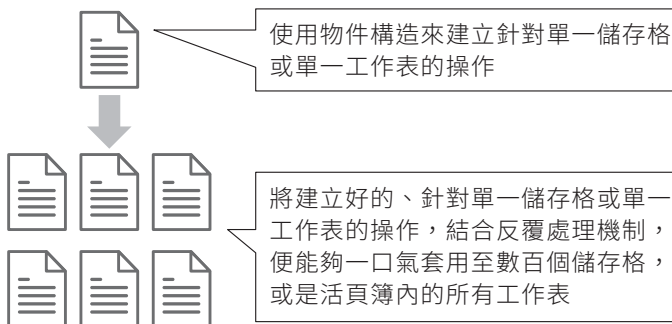 使用物件構造來建立針對單一儲存格
或單一工作表的操作
將建立好的、針對單一儲存格或單一
工作表的操作，結合反覆處理機制，
便能夠一口氣套用至數百個儲存格，
或是活頁簿內的所有工作表